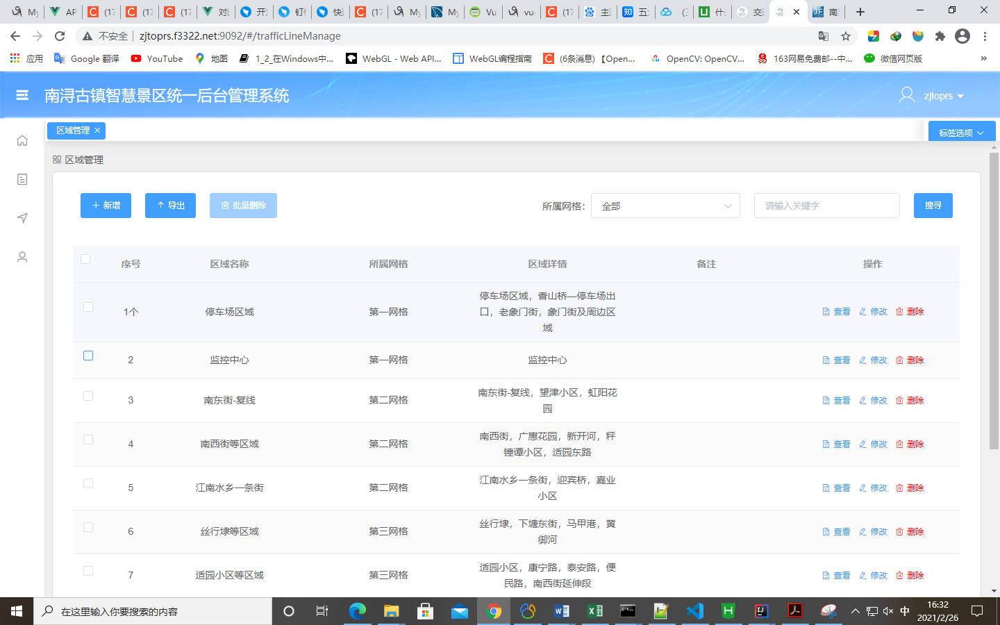 My
AP
(17
(17
(17
对比
开发
钉钉
快速
(17
My
My
Vu
vue
(17
主流
知 五大
(三
U 什么
交通
JF 南浔
不安全 zjtoprs.f3322.net:9092/#/trafficLineManage
应用 Google 翻译 YouTube 地图 1_2_在Windows中... WebGL - Web API... WebGL编程指南 (6条消息) 【Open... OpenCV: OpenCV... 163网易免费邮--中... 微信网页版 »
南浔古镇智慧景区统一后台管理系统
zjtoprs
区域管理
标签选项
区域管理
新增 导出 批量删除 所属网格: 全部 请输入关键字 搜寻
序号 区域名称 所属网格 区域详情 备注 操作
1个 停车场区域 第一网格 停车场区域，香山桥—停车场出
口，老象门街，象门街及周边区
域
查看 修改 删除
2 监控中心 第一网格 监控中心 查看 修改 删除
3 南东街-复线 第二网格 南东街-复线，望津小区，虹阳花
园
查看 修改 删除
4 南西街等区域 第二网格 南西街，广惠花园，新开河，秤
锤谭小区，适园东路
查看 修改 删除
5 江南水乡一条街 第二网格 江南水乡一条街，迎宾桥，嘉业
小区
查看 修改 删除
6 丝行埭等区域 第三网格 丝行埭，下塘东街，马甲港，黄
御河
查看 修改 删除
7 适园小区等区域 第三网格 适园小区，康宁路，泰安路，便
民路，南西街延伸段
查看 修改 删除
在这里输入你要搜索的内容
中
16:32
2021/2/26